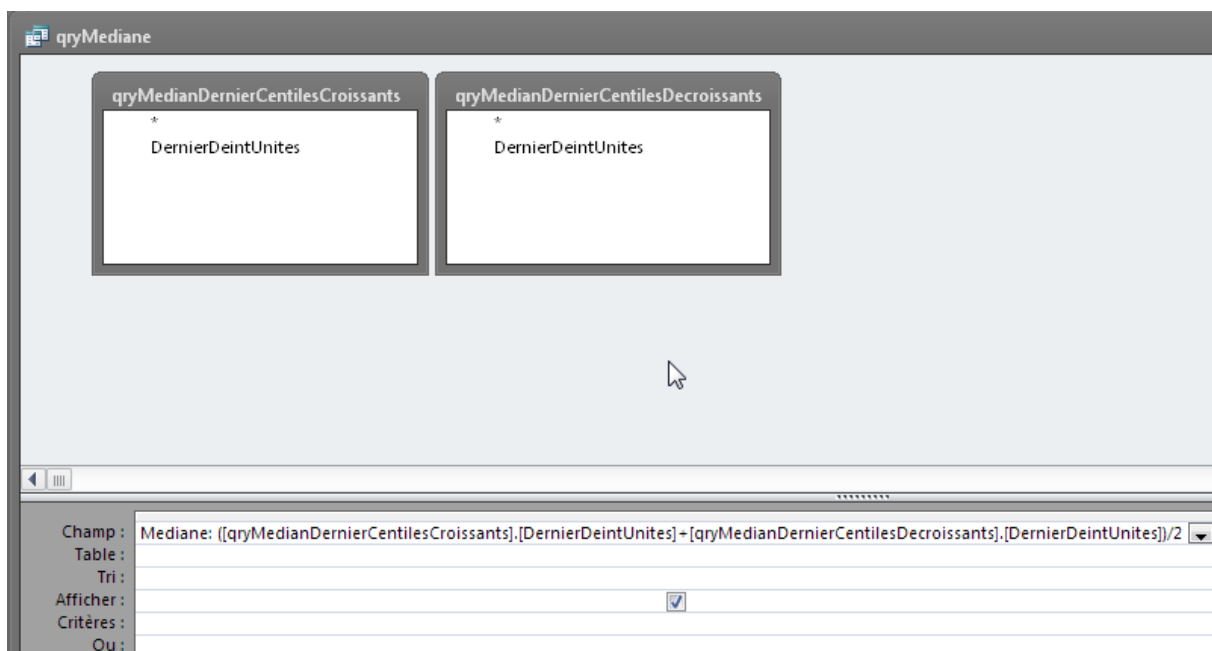 qryMediane
qryMedianDernierCentilesCroissants
*
DernierDeintUnites
qryMedianDernierCentilesDecroissants
*
DernierDeintUnites
Champ : Mediane: ([qryMedianDernierCentilesCroissants].[DernierDeintUnites]+[qryMedianDernierCentilesDecroissants].[DernierDeintUnites])/2
Table :
Tri :
Afficher :
Critères :
Ou :